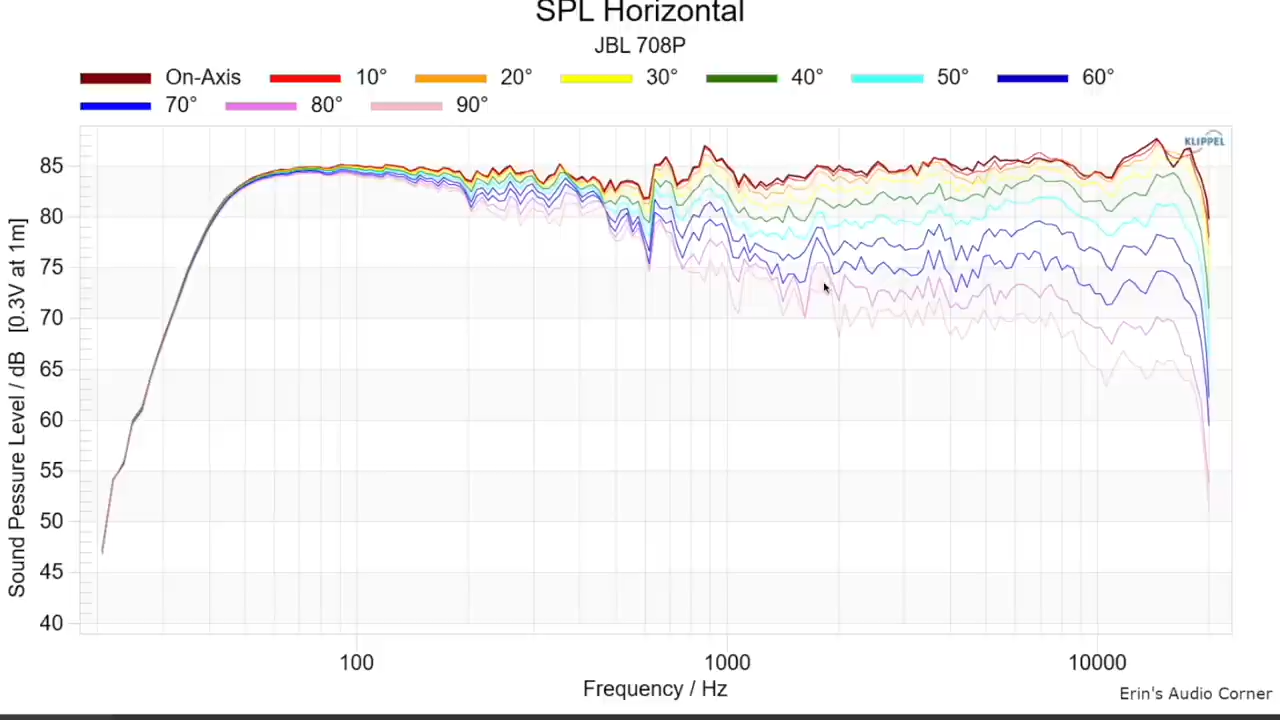 SPL Horizontal
JBL 708P
On-Axis 10° 20° 30° 40° 50° 60°
70° 80° 90°
KLIPPEL
85
80
75
70
65
60
55
50
45
40
Sound Pessure Level / dB [0.3V at 1m]
100 1000 10000
Frequency / Hz
Erin's Audio Corner